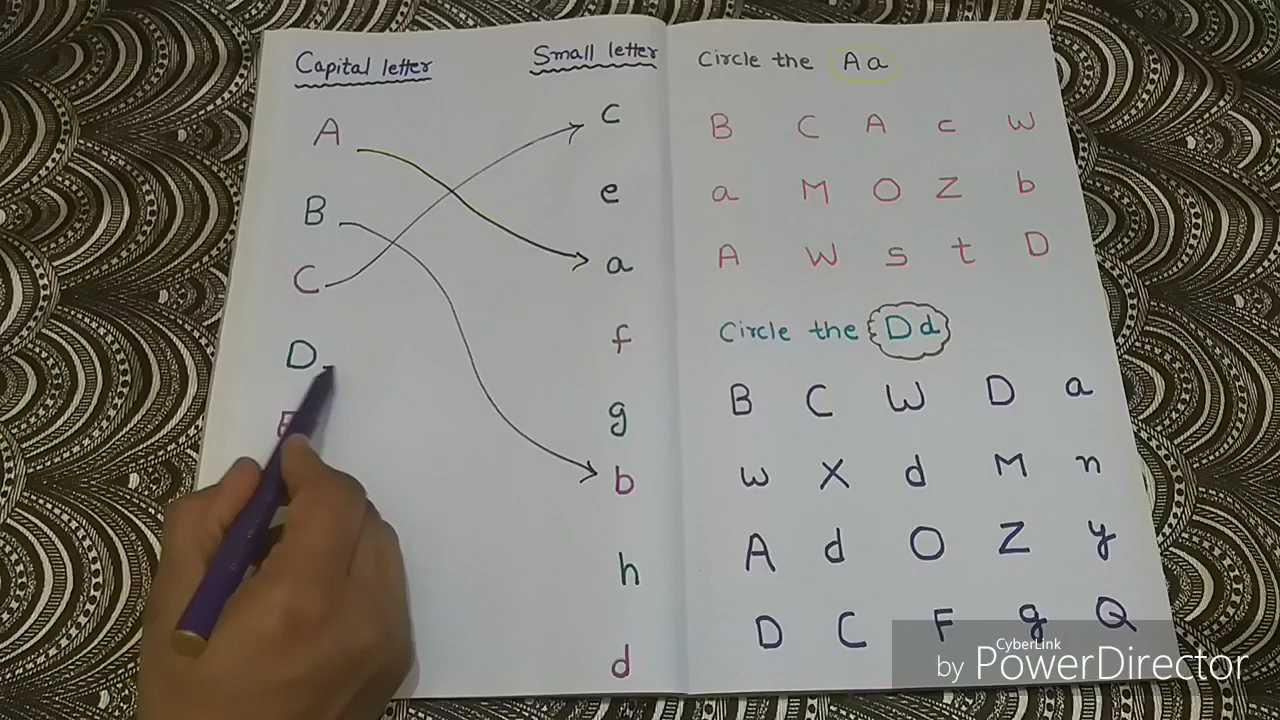 Capital letter
Small letter
A
B
C
D
E
c
e
a
f
g
b
h
d
Circle the Aa
B C A c W
a M O Z b
A W s t D
Circle the Dd
B C W D a
w X d M n
A d O Z y
D C F g Q
CyberLink
by PowerDirector